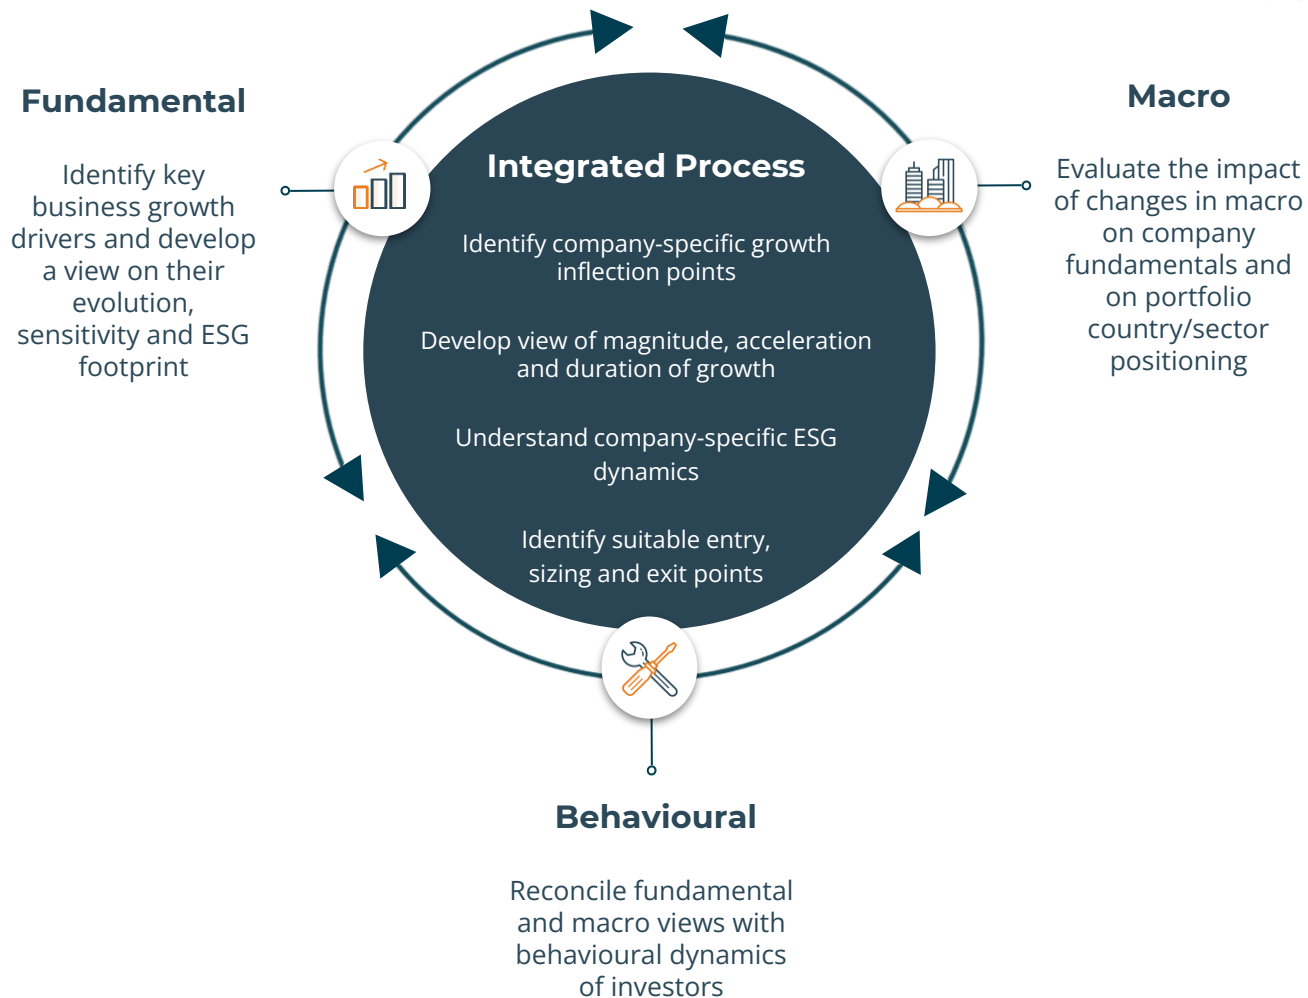 Fundamental
Identify key
business growth
drivers and develop
a view on their
evolution,
sensitivity and ESG
footprint
Integrated Process
Identify company-specific growth
inflection points
Develop view of magnitude, acceleration
and duration of growth
Understand company-specific ESG
dynamics
Identify suitable entry,
sizing and exit points
Macro
Evaluate the impact
of changes in macro
on company
fundamentals and
on portfolio
country/sector
positioning
Behavioural
Reconcile fundamental
and macro views with
behavioural dynamics
of investors